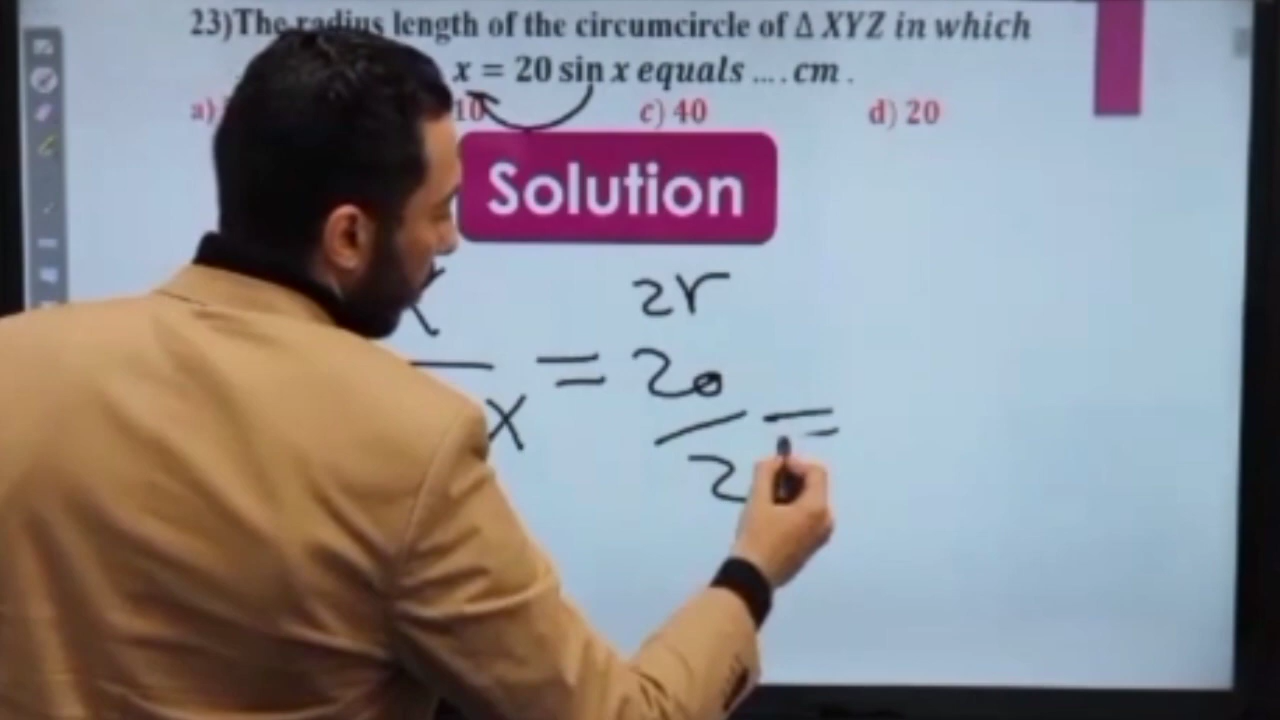 23)The radius length of the circumcircle of Δ XYZ in which
x = 20 sin x equals .... cm .
a) 10 c) 40 d) 20
Solution
x 2r
= 20
x 2 =